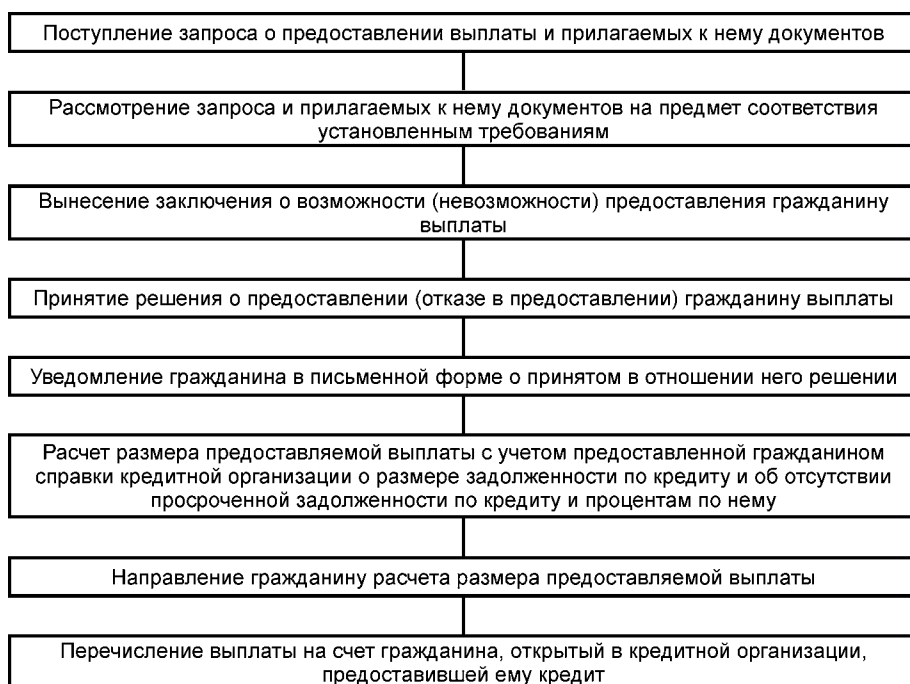 Поступление запроса о предоставлении выплаты и прилагаемых к нему документов
Рассмотрение запроса и прилагаемых к нему документов на предмет соответствия
установленным требованиям
Вынесение заключения о возможности (невозможности) предоставления гражданину
выплаты
Принятие решения о предоставлении (отказе в предоставлении) гражданину выплаты
Уведомление гражданина в письменной форме о принятом в отношении него решении
Расчет размера предоставляемой выплаты с учетом предоставленной гражданином
справки кредитной организации о размере задолженности по кредиту и об отсутствии
просроченной задолженности по кредиту и процентам по нему
Направление гражданину расчета размера предоставляемой выплаты
Перечисление выплаты на счет гражданина, открытый в кредитной организации,
предоставившей ему кредит